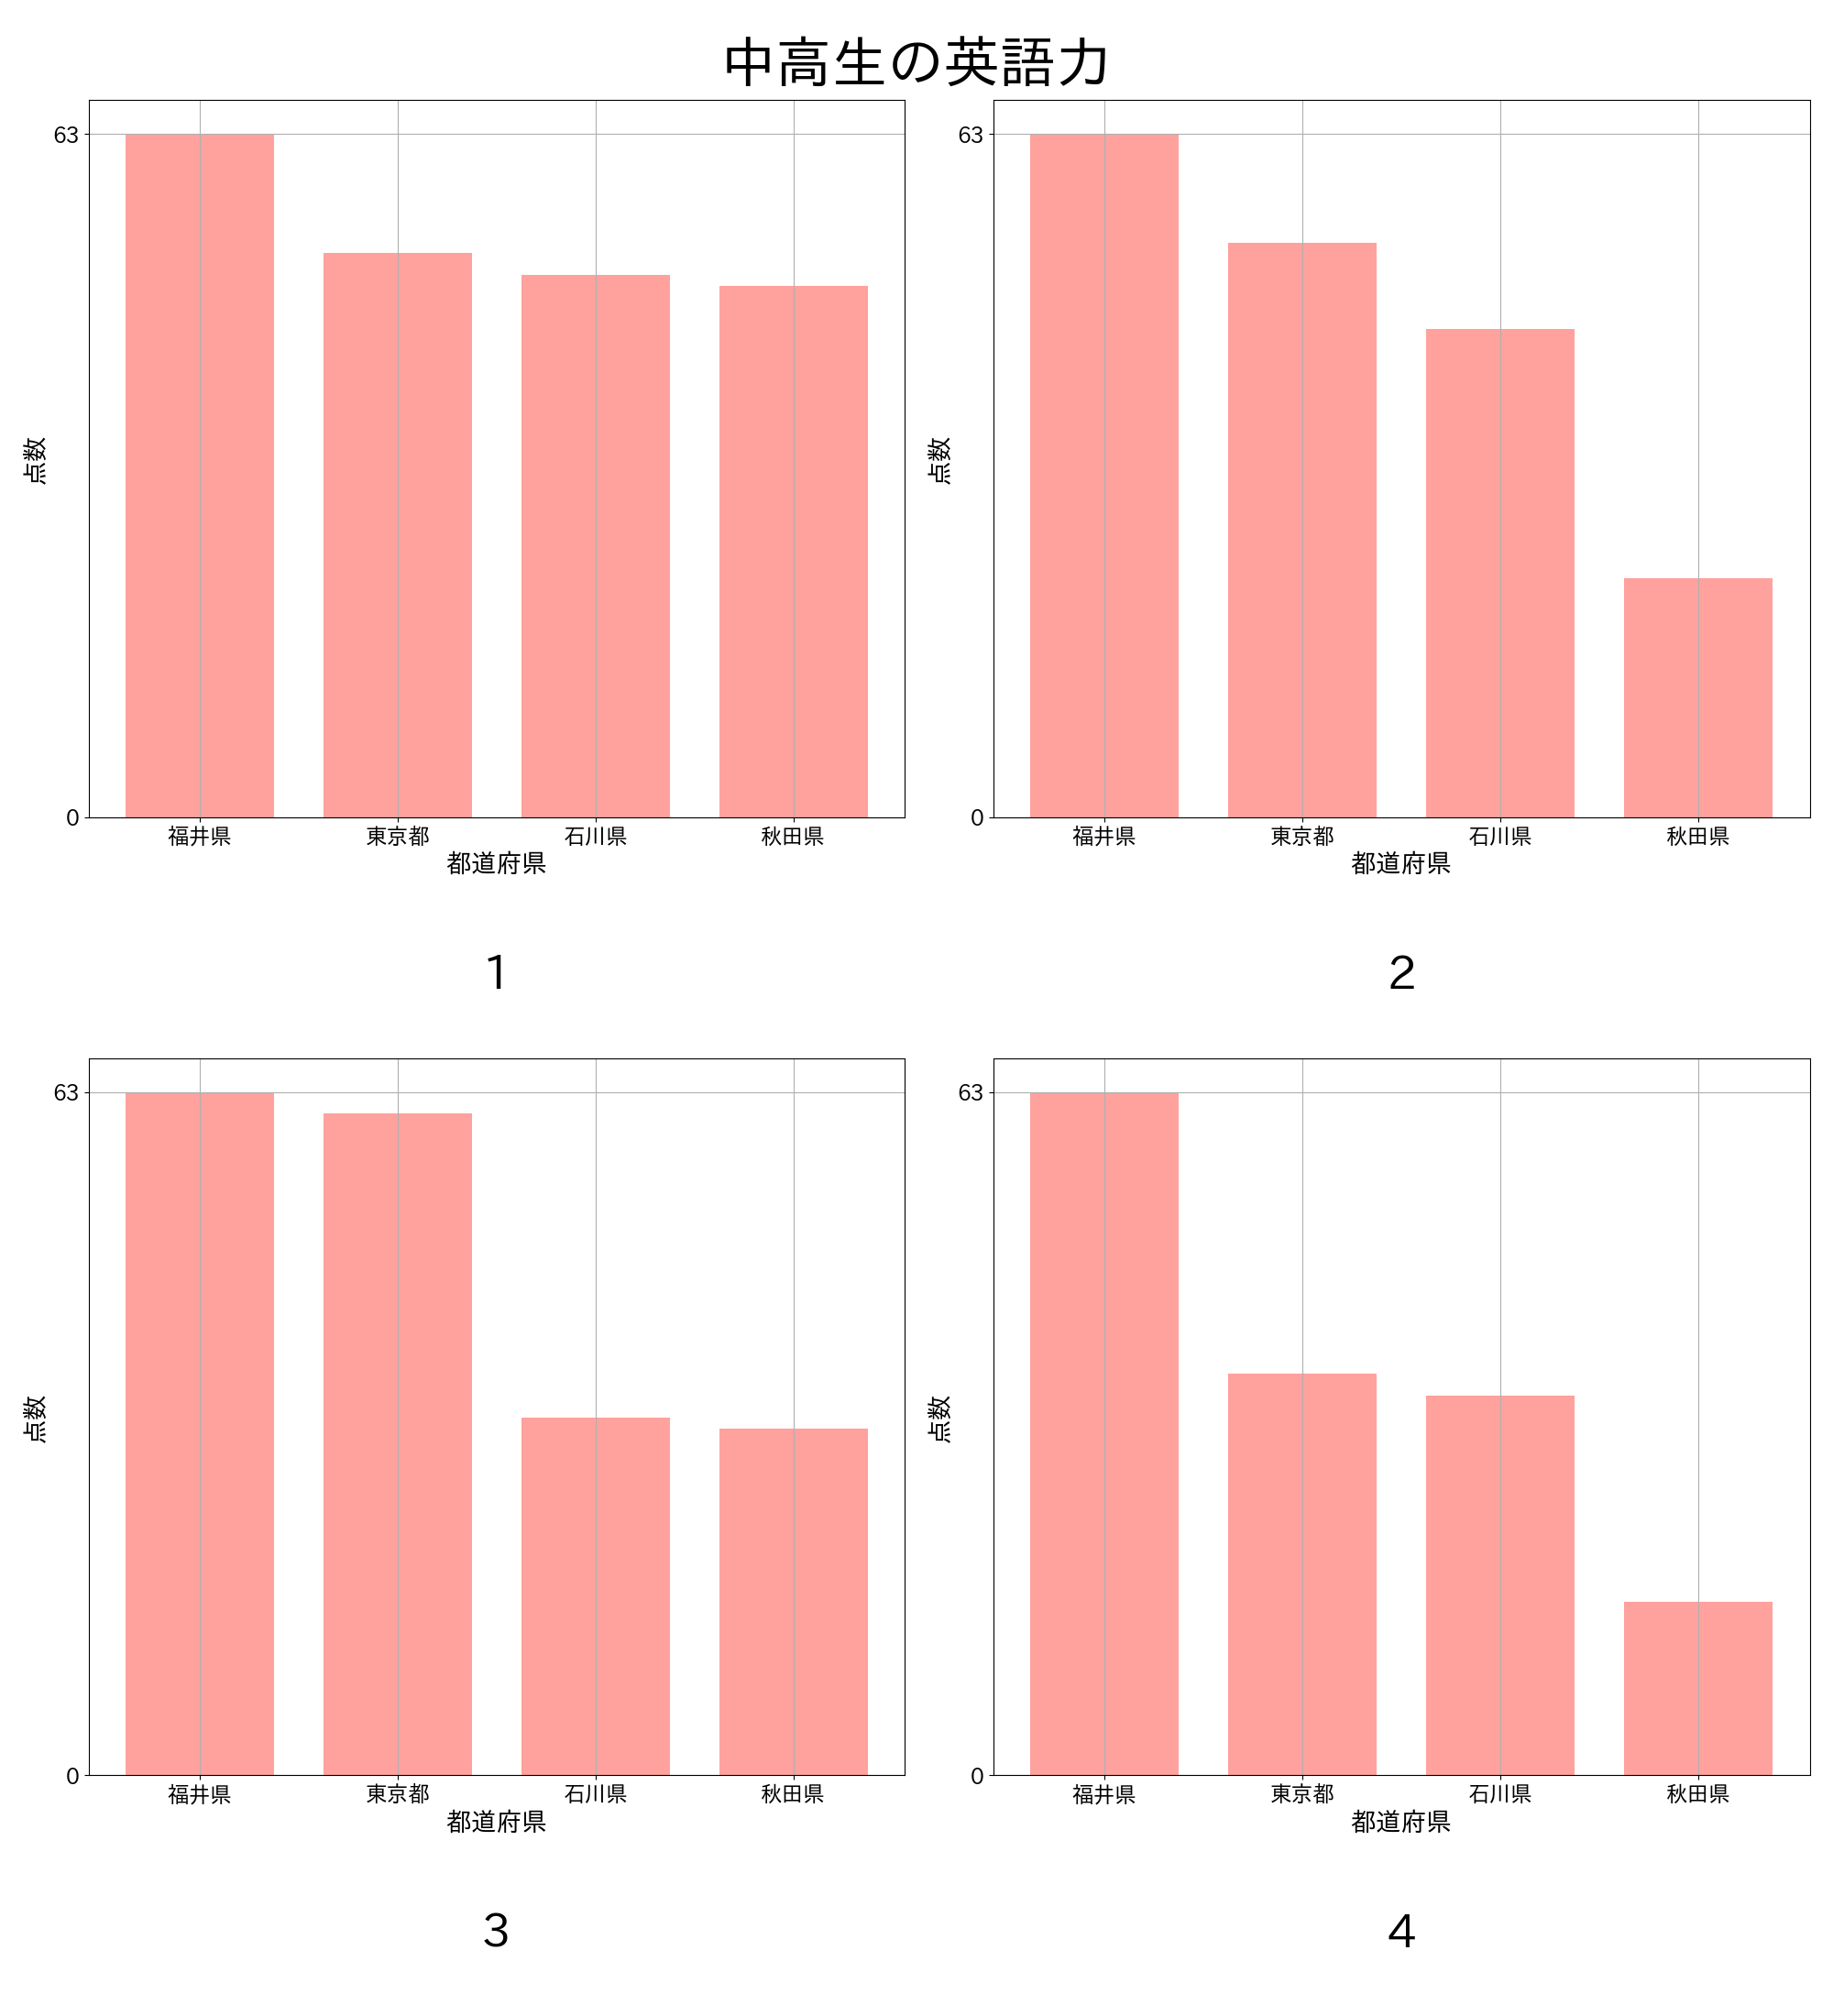 中高生の英語力
63
点数
0
福井県 東京都 石川県 秋田県
都道府県
1
63
点数
0
福井県 東京都 石川県 秋田県
都道府県
2
63
点数
0
福井県 東京都 石川県 秋田県
都道府県
3
63
点数
0
福井県 東京都 石川県 秋田県
都道府県
4